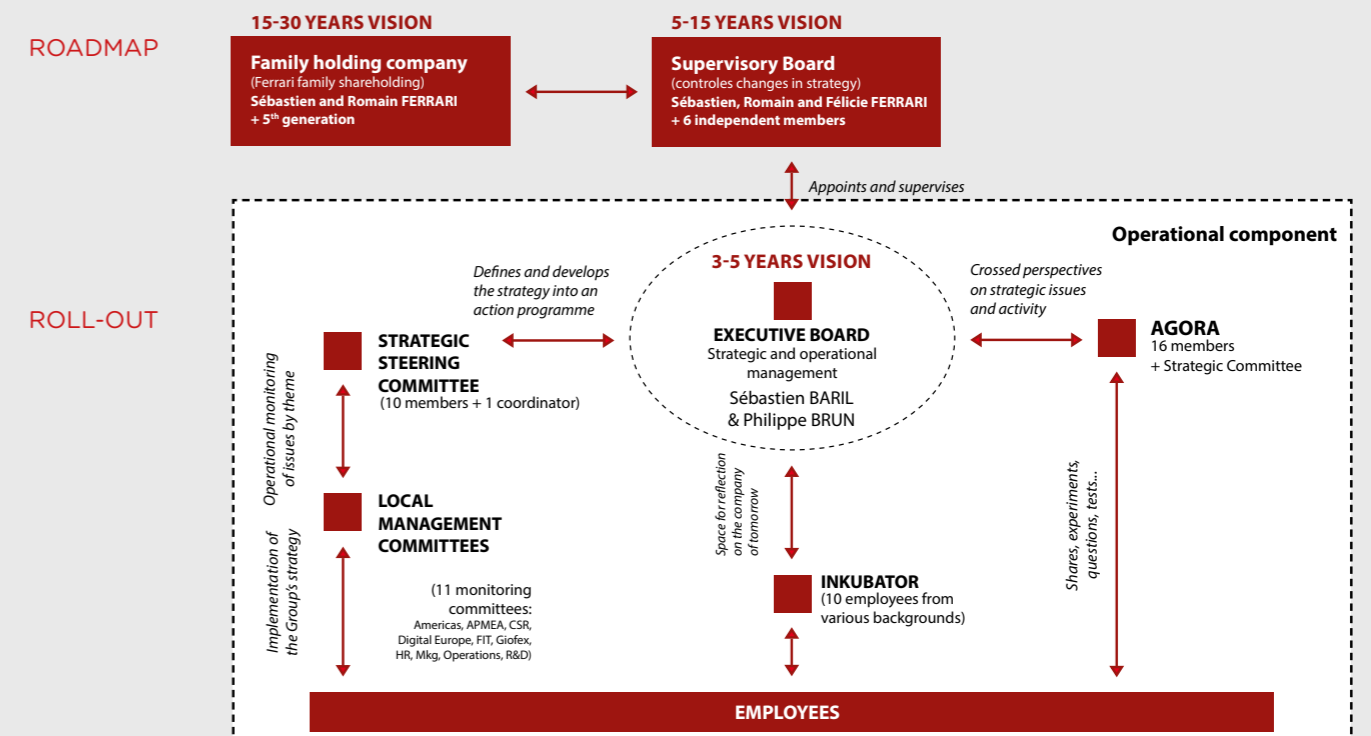 ROADMAP
15-30 YEARS VISION
Family holding company
(Ferrari family shareholding)
Sébastien and Romain FERRARI
+ 5th generation
5-15 YEARS VISION
Supervisory Board
(controles changes in strategy)
Sébastien, Romain and Félicie FERRARI
+ 6 independent members
Appoints and supervises
Operational component
ROLL-OUT
3-5 YEARS VISION
EXECUTIVE BOARD
Strategic and operational
management
Sébastien BARIL
& Philippe BRUN
Defines and develops
the strategy into an
action programme
Crossed perspectives
on strategic issues
and activity
STRATEGIC
STEERING
COMMITTEE
(10 members + 1 coordinator)
AGORA
16 members
+ Strategic Committee
Operational monitoring
of issues by theme
LOCAL
MANAGEMENT
COMMITTEES
(11 monitoring
committees:
Americas, APMEA, CSR,
Digital Europe, FIT, Giofex,
HR, Mkg, Operations, R&D)
Implementation of
the Group's strategy
Space for reflection
on the company
of tomorrow
INKUBATOR
(10 employees from
various backgrounds)
Shares, experiments,
questions, tests...
EMPLOYEES